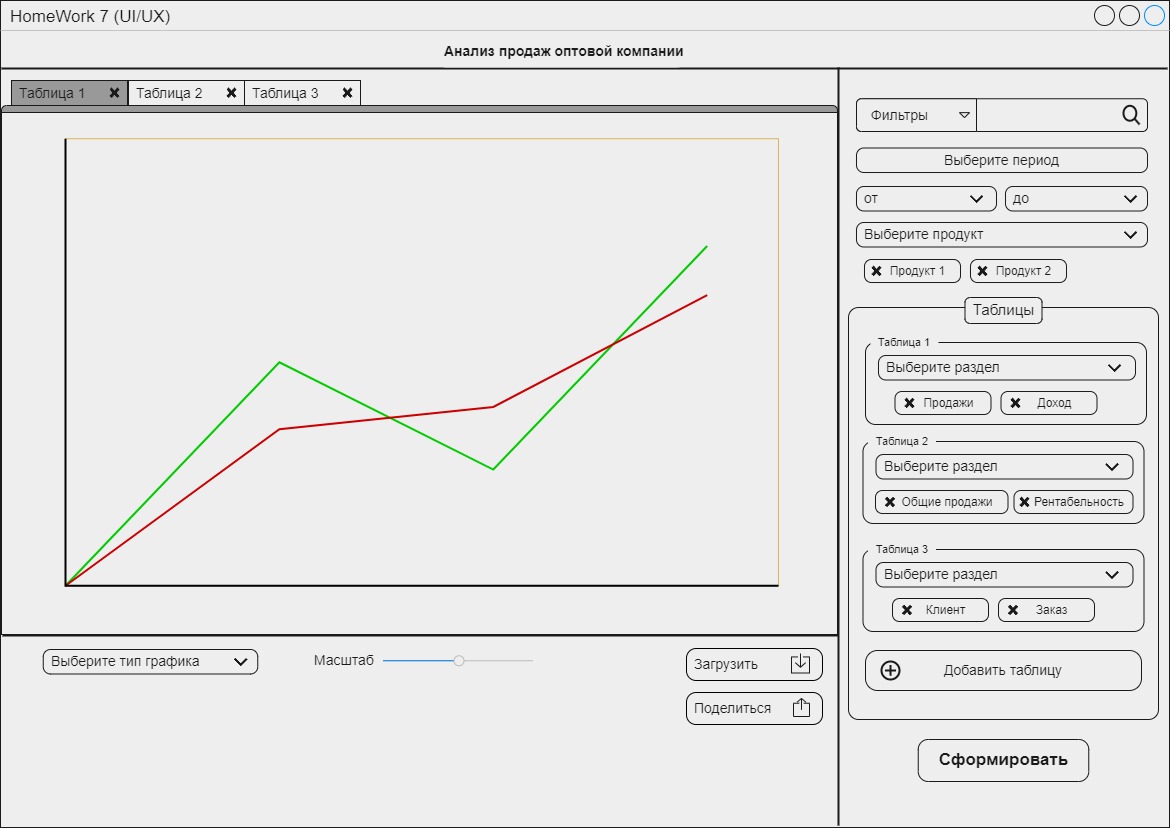 HomeWork 7 (UI/UX)
Анализ продаж оптовой компании
Таблица 1
Таблица 2
Таблица 3
Фильтры
Выберите период
от
до
Выберите продукт
Продукт 1
Продукт 2
Таблицы
Таблица 1
Выберите раздел
Продажи
Доход
Таблица 2
Выберите раздел
Общие продажи
Рентабельность
Таблица 3
Выберите раздел
Клиент
Заказ
Добавить таблицу
Сформировать
Выберите тип графика
Масштаб
Загрузить
Поделиться